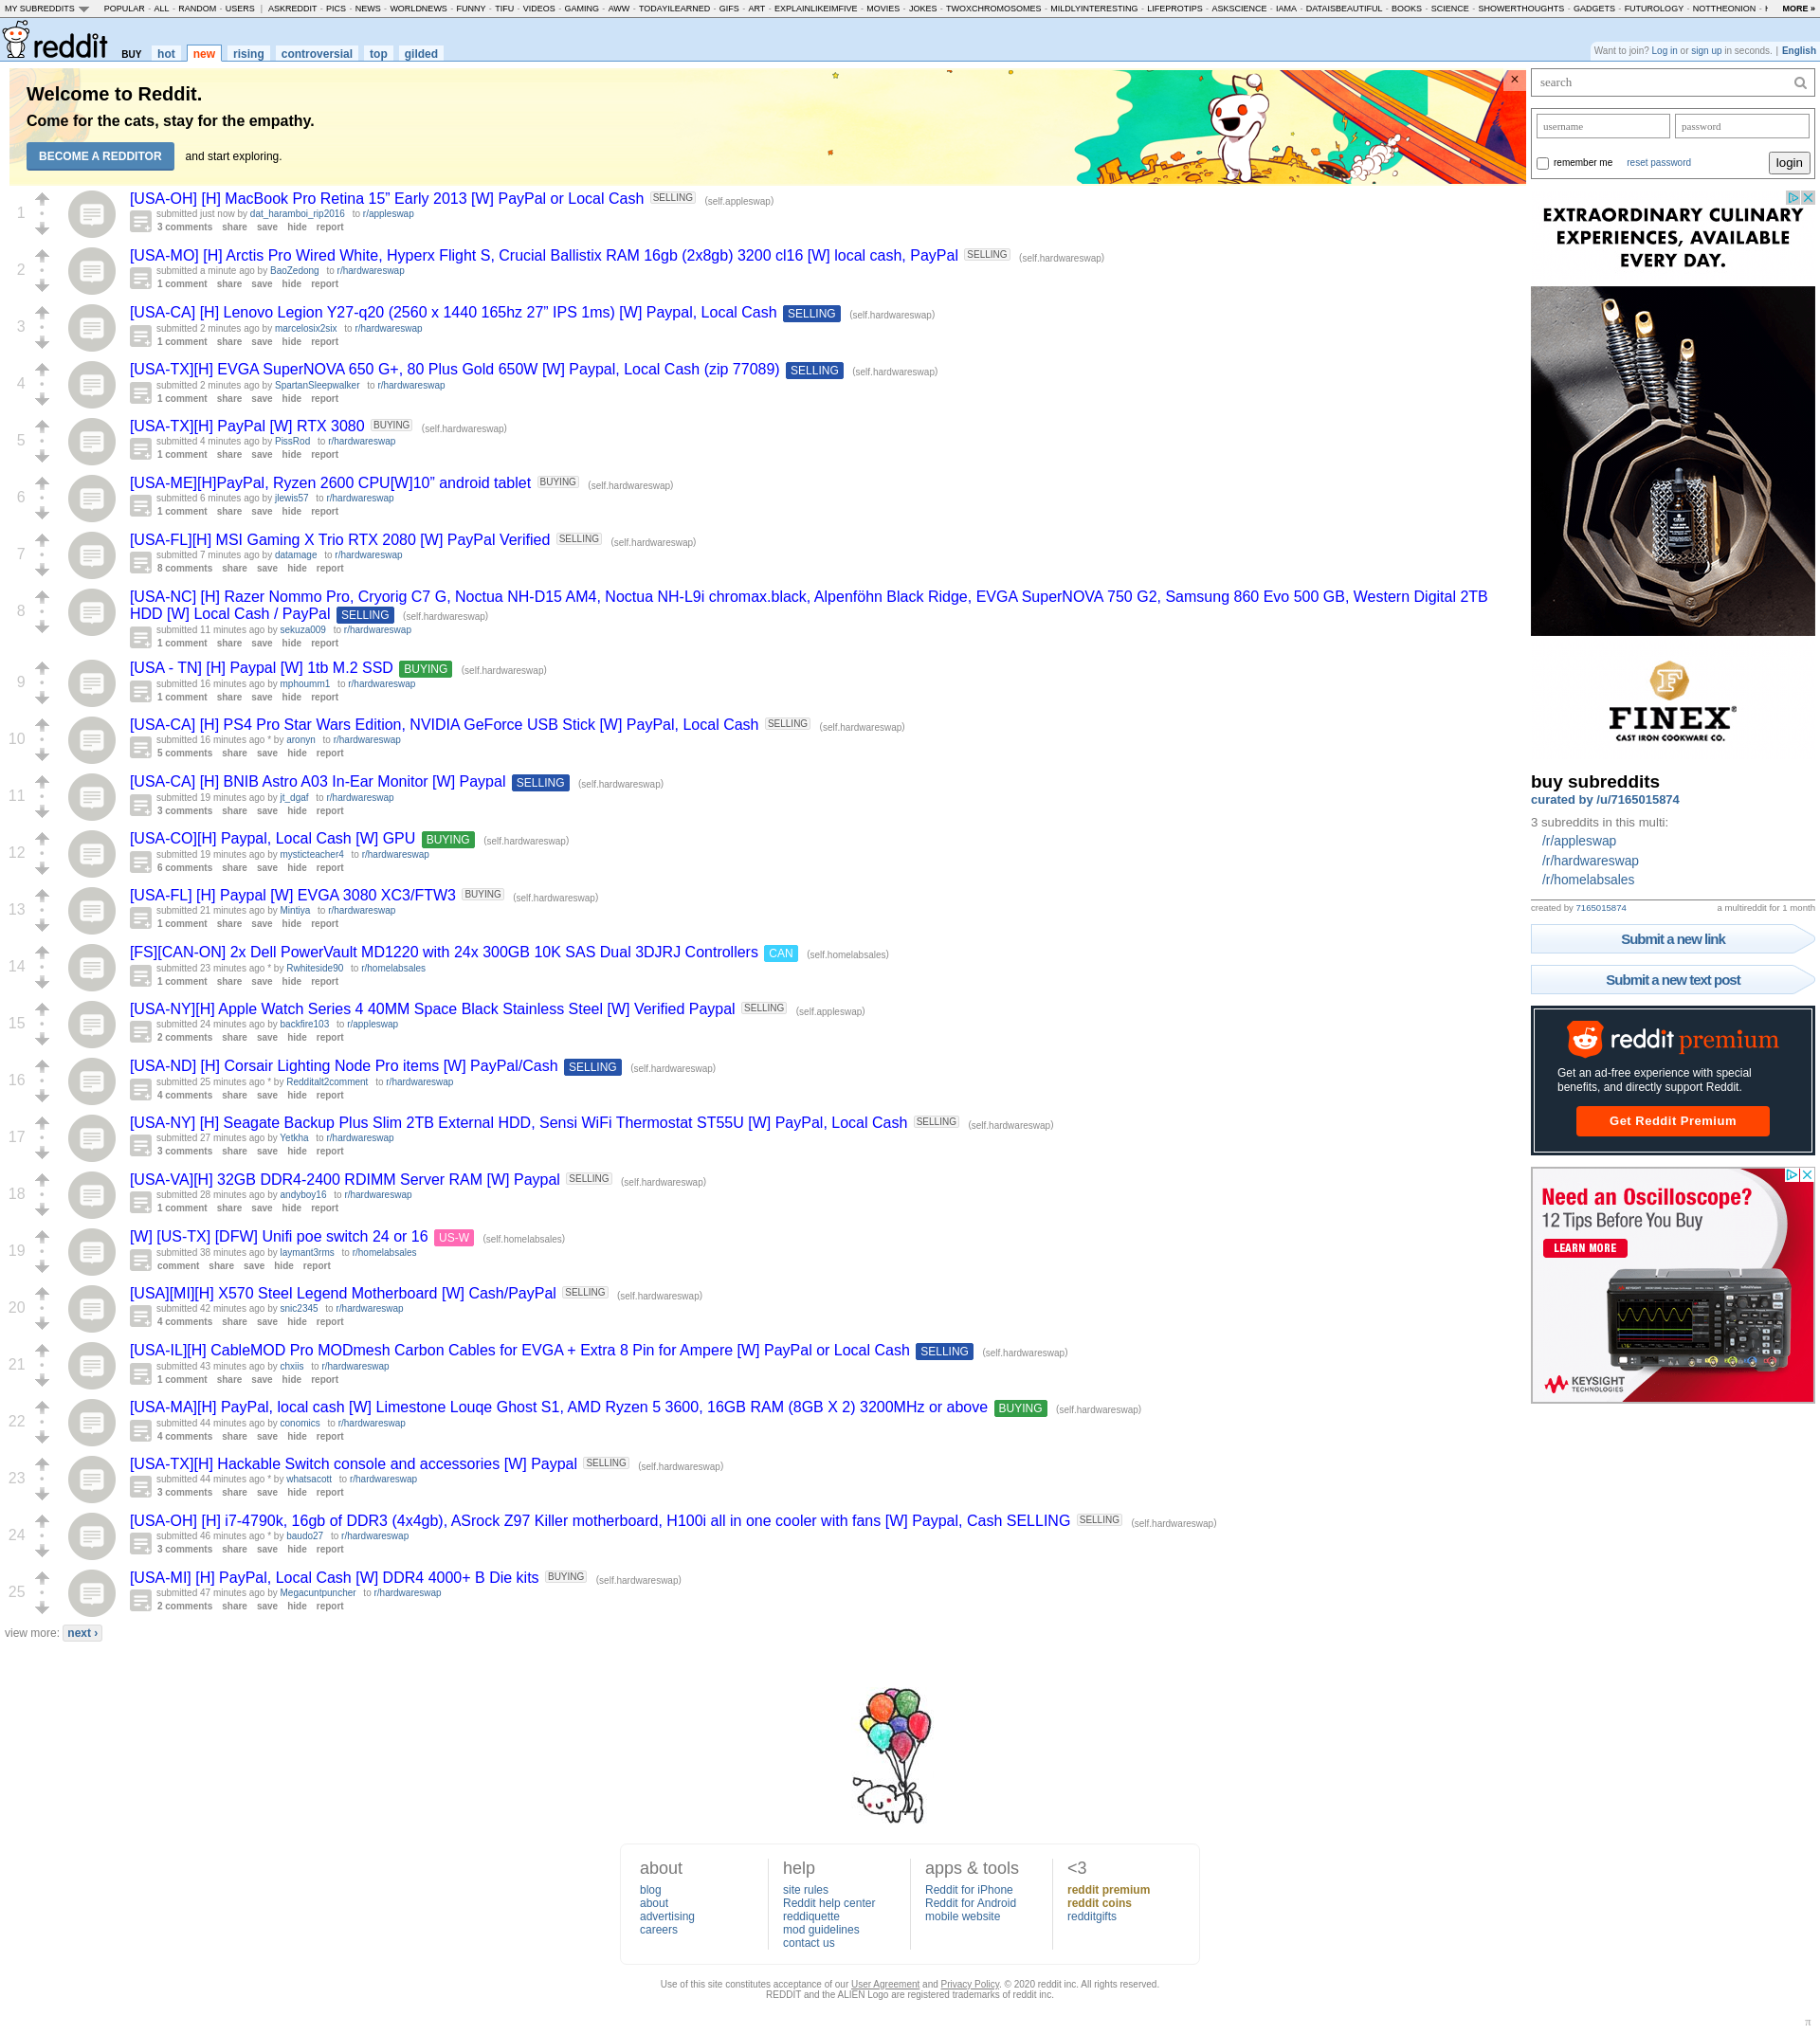 MY SUBREDDITS POPULAR - ALL - RANDOM - USERS | ASKREDDIT - PICS - NEWS - WORLDNEWS - FUNNY - TIFU - VIDEOS - GAMING - AWW - TODAYILEARNED - GIFS - ART - EXPLAINLIKEIMFIVE - MOVIES - JOKES - TWOXCHROMOSOMES - MILDLYINTERESTING - LIFEPROTIPS - ASKSCIENCE - IAMA - DATAISBEAUTIFUL - BOOKS - SCIENCE - SHOWERTHOUGHTS - GADGETS - FUTUROLOGY - NOTTHEONION - MORE »
reddit BUY hot new rising controversial top gilded
Want to join? Log in or sign up in seconds. | English
Welcome to Reddit.
Come for the cats, stay for the empathy.
BECOME A REDDITOR and start exploring.
×
1
[USA-OH] [H] MacBook Pro Retina 15” Early 2013 [W] PayPal or Local Cash SELLING (self.appleswap)
submitted just now by dat_haramboi_rip2016 to r/appleswap
3 comments share save hide report
2
[USA-MO] [H] Arctis Pro Wired White, Hyperx Flight S, Crucial Ballistix RAM 16gb (2x8gb) 3200 cl16 [W] local cash, PayPal SELLING (self.hardwareswap)
submitted a minute ago by BaoZedong to r/hardwareswap
1 comment share save hide report
3
[USA-CA] [H] Lenovo Legion Y27-q20 (2560 x 1440 165hz 27” IPS 1ms) [W] Paypal, Local Cash SELLING (self.hardwareswap)
submitted 2 minutes ago by marcelosix2six to r/hardwareswap
1 comment share save hide report
4
[USA-TX][H] EVGA SuperNOVA 650 G+, 80 Plus Gold 650W [W] Paypal, Local Cash (zip 77089) SELLING (self.hardwareswap)
submitted 2 minutes ago by SpartanSleepwalker to r/hardwareswap
1 comment share save hide report
5
[USA-TX][H] PayPal [W] RTX 3080 BUYING (self.hardwareswap)
submitted 4 minutes ago by PissRod to r/hardwareswap
1 comment share save hide report
6
[USA-ME][H]PayPal, Ryzen 2600 CPU[W]10” android tablet BUYING (self.hardwareswap)
submitted 6 minutes ago by jlewis57 to r/hardwareswap
1 comment share save hide report
7
[USA-FL][H] MSI Gaming X Trio RTX 2080 [W] PayPal Verified SELLING (self.hardwareswap)
submitted 7 minutes ago by datamage to r/hardwareswap
8 comments share save hide report
8
[USA-NC] [H] Razer Nommo Pro, Cryorig C7 G, Noctua NH-D15 AM4, Noctua NH-L9i chromax.black, Alpenföhn Black Ridge, EVGA SuperNOVA 750 G2, Samsung 860 Evo 500 GB, Western Digital 2TB
HDD [W] Local Cash / PayPal SELLING (self.hardwareswap)
submitted 11 minutes ago by sekuza009 to r/hardwareswap
1 comment share save hide report
9
[USA - TN] [H] Paypal [W] 1tb M.2 SSD BUYING (self.hardwareswap)
submitted 16 minutes ago by mphoumm1 to r/hardwareswap
1 comment share save hide report
10
[USA-CA] [H] PS4 Pro Star Wars Edition, NVIDIA GeForce USB Stick [W] PayPal, Local Cash SELLING (self.hardwareswap)
submitted 16 minutes ago * by aronyn to r/hardwareswap
5 comments share save hide report
11
[USA-CA] [H] BNIB Astro A03 In-Ear Monitor [W] Paypal SELLING (self.hardwareswap)
submitted 19 minutes ago by jt_dgaf to r/hardwareswap
3 comments share save hide report
12
[USA-CO][H] Paypal, Local Cash [W] GPU BUYING (self.hardwareswap)
submitted 19 minutes ago by mysticteacher4 to r/hardwareswap
6 comments share save hide report
13
[USA-FL] [H] Paypal [W] EVGA 3080 XC3/FTW3 BUYING (self.hardwareswap)
submitted 21 minutes ago by Mintiya to r/hardwareswap
1 comment share save hide report
14
[FS][CAN-ON] 2x Dell PowerVault MD1220 with 24x 300GB 10K SAS Dual 3DJRJ Controllers CAN (self.homelabsales)
submitted 23 minutes ago * by Rwhiteside90 to r/homelabsales
1 comment share save hide report
15
[USA-NY][H] Apple Watch Series 4 40MM Space Black Stainless Steel [W] Verified Paypal SELLING (self.appleswap)
submitted 24 minutes ago by backfire103 to r/appleswap
2 comments share save hide report
16
[USA-ND] [H] Corsair Lighting Node Pro items [W] PayPal/Cash SELLING (self.hardwareswap)
submitted 25 minutes ago * by Redditalt2comment to r/hardwareswap
4 comments share save hide report
17
[USA-NY] [H] Seagate Backup Plus Slim 2TB External HDD, Sensi WiFi Thermostat ST55U [W] PayPal, Local Cash SELLING (self.hardwareswap)
submitted 27 minutes ago by Yetkha to r/hardwareswap
3 comments share save hide report
18
[USA-VA][H] 32GB DDR4-2400 RDIMM Server RAM [W] Paypal SELLING (self.hardwareswap)
submitted 28 minutes ago by andyboy16 to r/hardwareswap
1 comment share save hide report
19
[W] [US-TX] [DFW] Unifi poe switch 24 or 16 US-W (self.homelabsales)
submitted 38 minutes ago by laymant3rms to r/homelabsales
comment share save hide report
20
[USA][MI][H] X570 Steel Legend Motherboard [W] Cash/PayPal SELLING (self.hardwareswap)
submitted 42 minutes ago by snic2345 to r/hardwareswap
4 comments share save hide report
21
[USA-IL][H] CableMOD Pro MODmesh Carbon Cables for EVGA + Extra 8 Pin for Ampere [W] PayPal or Local Cash SELLING (self.hardwareswap)
submitted 43 minutes ago by chxiis to r/hardwareswap
1 comment share save hide report
22
[USA-MA][H] PayPal, local cash [W] Limestone Louqe Ghost S1, AMD Ryzen 5 3600, 16GB RAM (8GB X 2) 3200MHz or above BUYING (self.hardwareswap)
submitted 44 minutes ago by conomics to r/hardwareswap
4 comments share save hide report
23
[USA-TX][H] Hackable Switch console and accessories [W] Paypal SELLING (self.hardwareswap)
submitted 44 minutes ago * by whatsacott to r/hardwareswap
3 comments share save hide report
24
[USA-OH] [H] i7-4790k, 16gb of DDR3 (4x4gb), ASrock Z97 Killer motherboard, H100i all in one cooler with fans [W] Paypal, Cash SELLING SELLING (self.hardwareswap)
submitted 46 minutes ago * by baudo27 to r/hardwareswap
3 comments share save hide report
25
[USA-MI] [H] PayPal, Local Cash [W] DDR4 4000+ B Die kits BUYING (self.hardwareswap)
submitted 47 minutes ago by Megacuntpuncher to r/hardwareswap
2 comments share save hide report
view more: next ›
search
username password
remember me reset password login
EXTRAORDINARY CULINARY
EXPERIENCES, AVAILABLE
EVERY DAY.
FINEX
F
FINEX®
CAST IRON COOKWARE CO.
buy subreddits
curated by /u/7165015874
3 subreddits in this multi:
/r/appleswap
/r/hardwareswap
/r/homelabsales
created by 7165015874 a multireddit for 1 month
Submit a new link
Submit a new text post
reddit premium
Get an ad-free experience with special
benefits, and directly support Reddit.
Get Reddit Premium
Need an Oscilloscope?
12 Tips Before You Buy
LEARN MORE
KEYSIGHT
TECHNOLOGIES
about
blog
about
advertising
careers
help
site rules
Reddit help center
reddiquette
mod guidelines
contact us
apps & tools
Reddit for iPhone
Reddit for Android
mobile website
<3
reddit premium
reddit coins
redditgifts
Use of this site constitutes acceptance of our User Agreement and Privacy Policy. © 2020 reddit inc. All rights reserved.
REDDIT and the ALIEN Logo are registered trademarks of reddit inc.
π